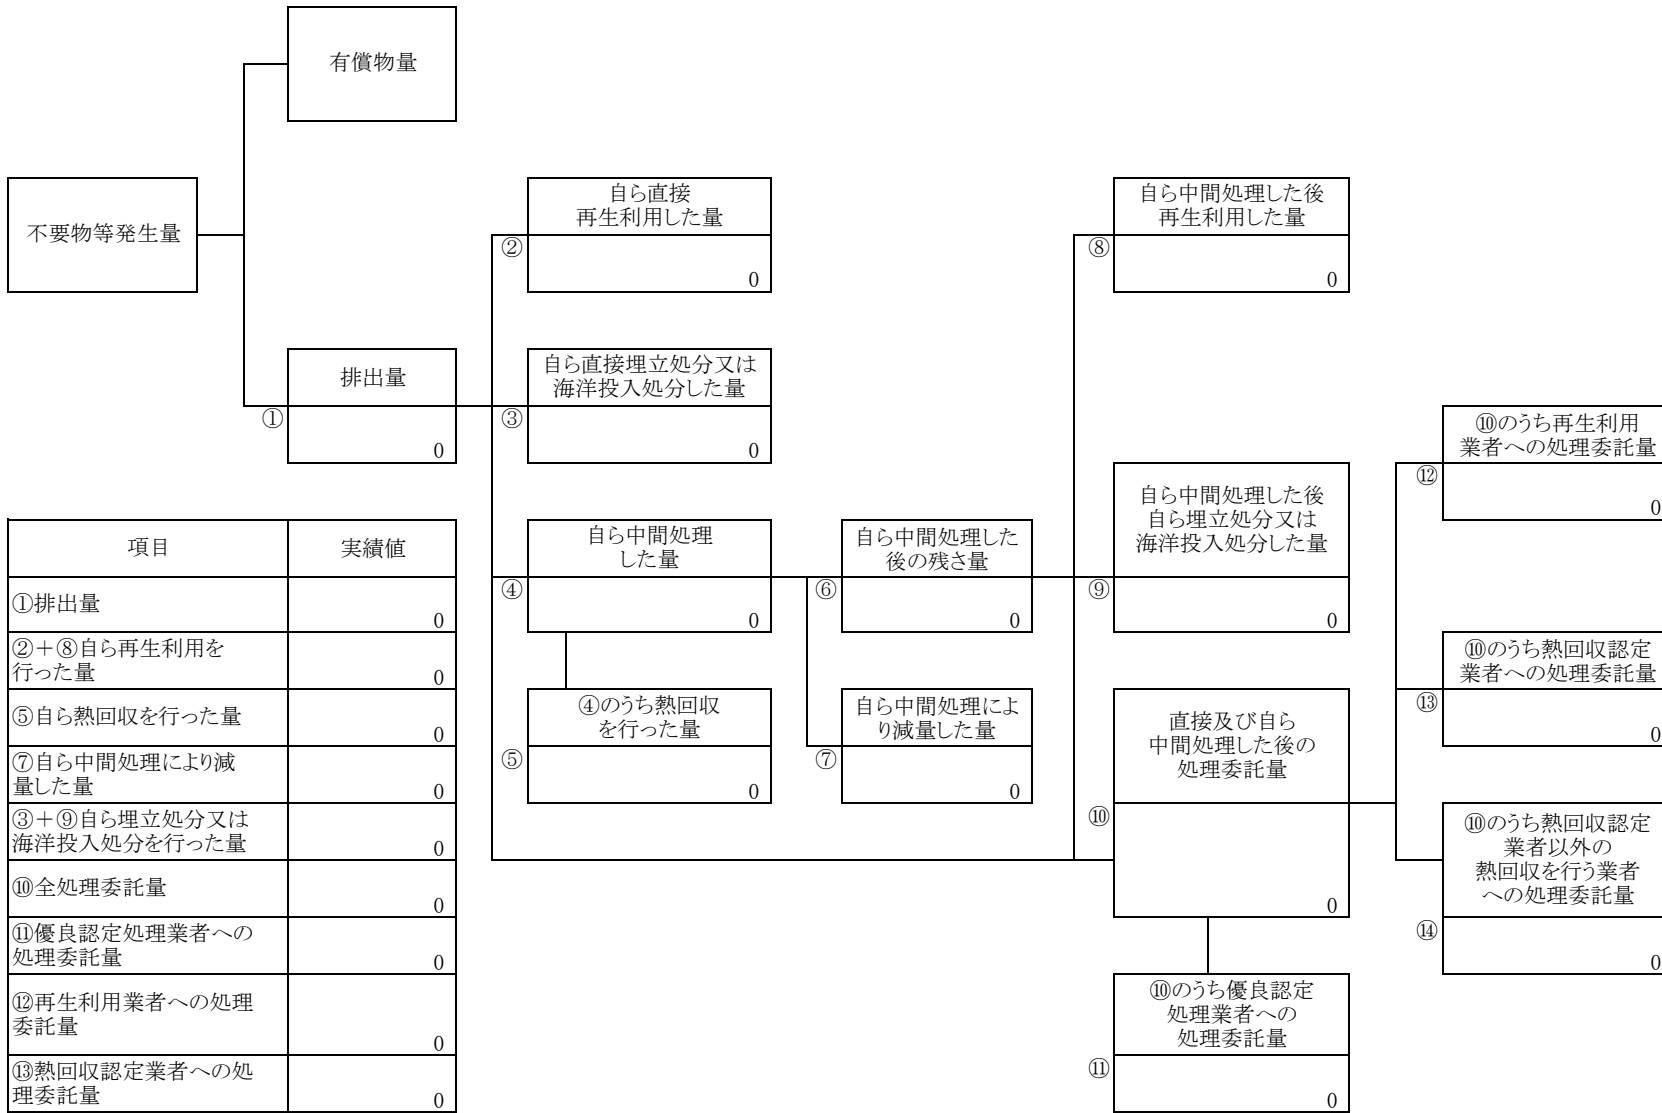 有償物量
不要物等発生量
自ら直接
再生利用した量
②
0
自ら中間処理した後
再生利用した量
⑧
0
排出量
①
0
自ら直接埋立処分又は
海洋投入処分した量
③
0
⑩のうち再生利用
業者への処理委託量
⑫
0
自ら中間処理
した量
④
0
自ら中間処理した
後の残さ量
⑥
0
自ら中間処理した後
自ら埋立処分又は
海洋投入処分した量
⑨
0
⑩のうち熱回収認定
業者への処理委託量
⑬
0
④のうち熱回収
を行った量
⑤
0
自ら中間処理によ
り減量した量
⑦
0
直接及び自ら
中間処理した後の
処理委託量
⑩
0
⑩のうち熱回収認定
業者以外の
熱回収を行う業者
への処理委託量
⑭
0
⑩のうち優良認定
処理業者への
処理委託量
⑪
0
項目 実績値
①排出量
0
②＋⑧自ら再生利用を
行った量
0
⑤自ら熱回収を行った量
0
⑦自ら中間処理により減
量した量
0
③＋⑨自ら埋立処分又は
海洋投入処分を行った量
0
⑩全処理委託量
0
⑪優良認定処理業者への
処理委託量
0
⑫再生利用業者への処理
委託量
0
⑬熱回収認定業者への処
理委託量
0